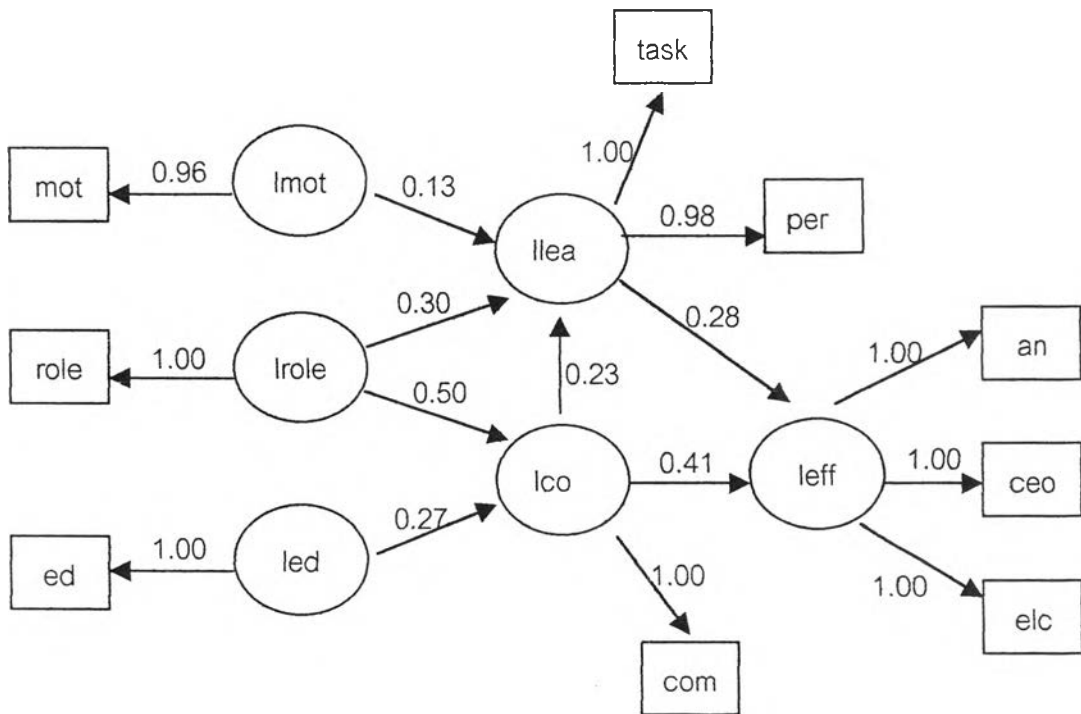 task
1.00
mot
0.96
lmot
0.13
llea
0.98
per
0.30
0.28
role
1.00
lrole
0.23
1.00
an
0.50
lco
0.41
leff
1.00
ceo
0.27
ed
1.00
led
1.00
1.00
elc
com